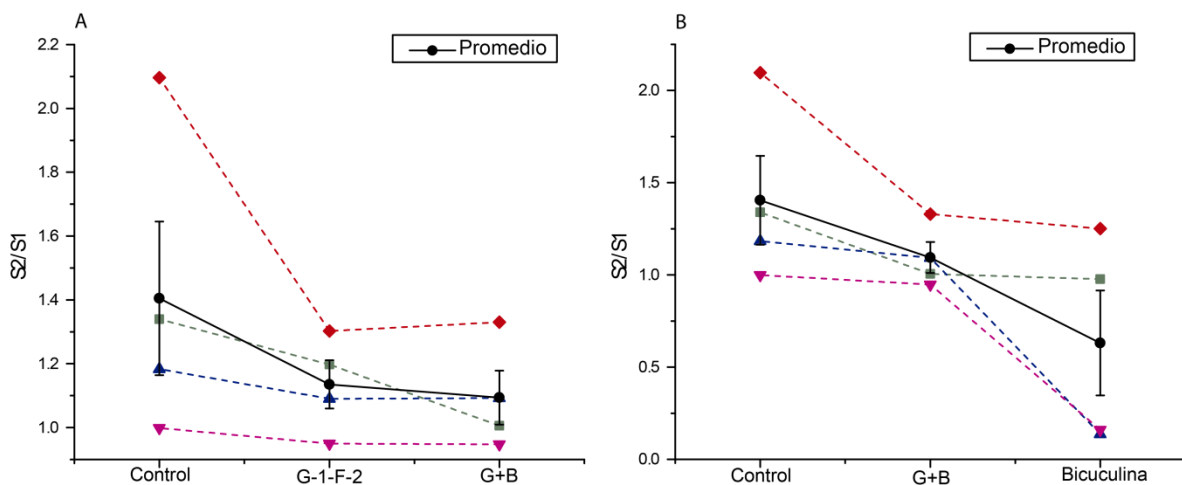 A
Promedio
2.2
2.0
1.8
1.6
1.4
1.2
1.0
S2/S1
Control
G-1-F-2
G+B
B
Promedio
2.0
1.5
1.0
0.5
0.0
S2/S1
Control
G+B
Bicuculina